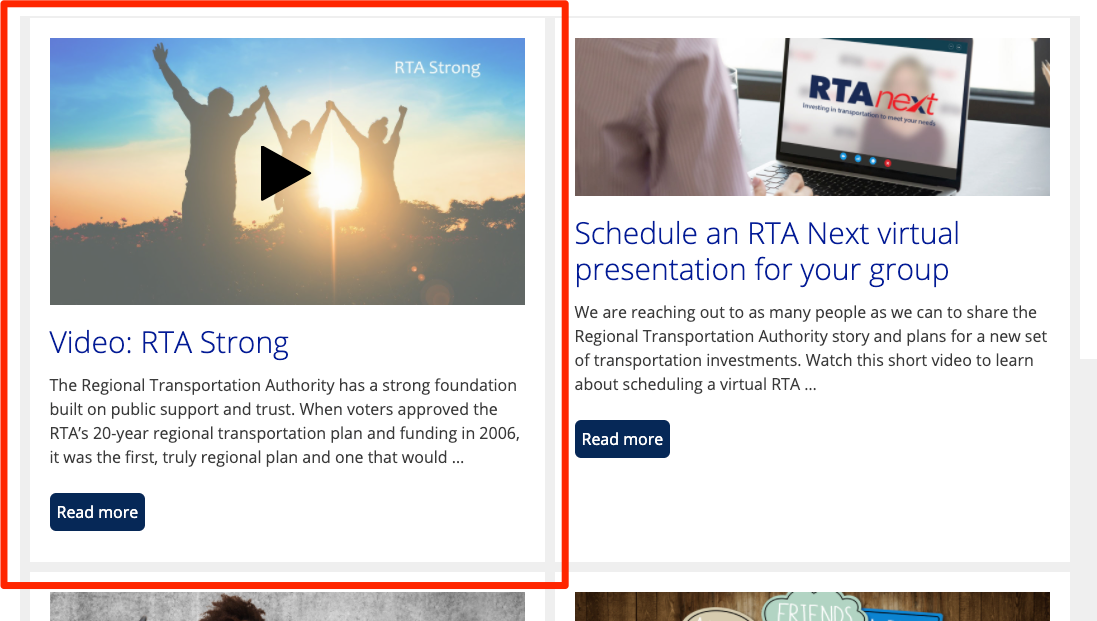 RTA Strong
Video: RTA Strong
The Regional Transportation Authority has a strong foundation
built on public support and trust. When voters approved the
RTA’s 20-year regional transportation plan and funding in 2006,
it was the first, truly regional plan and one that would ...
Read more
RTAnext
Investing in transportation to meet your needs
Schedule an RTA Next virtual
presentation for your group
We are reaching out to as many people as we can to share the
Regional Transportation Authority story and plans for a new set
of transportation investments. Watch this short video to learn
about scheduling a virtual RTA ...
Read more
FRIENDS